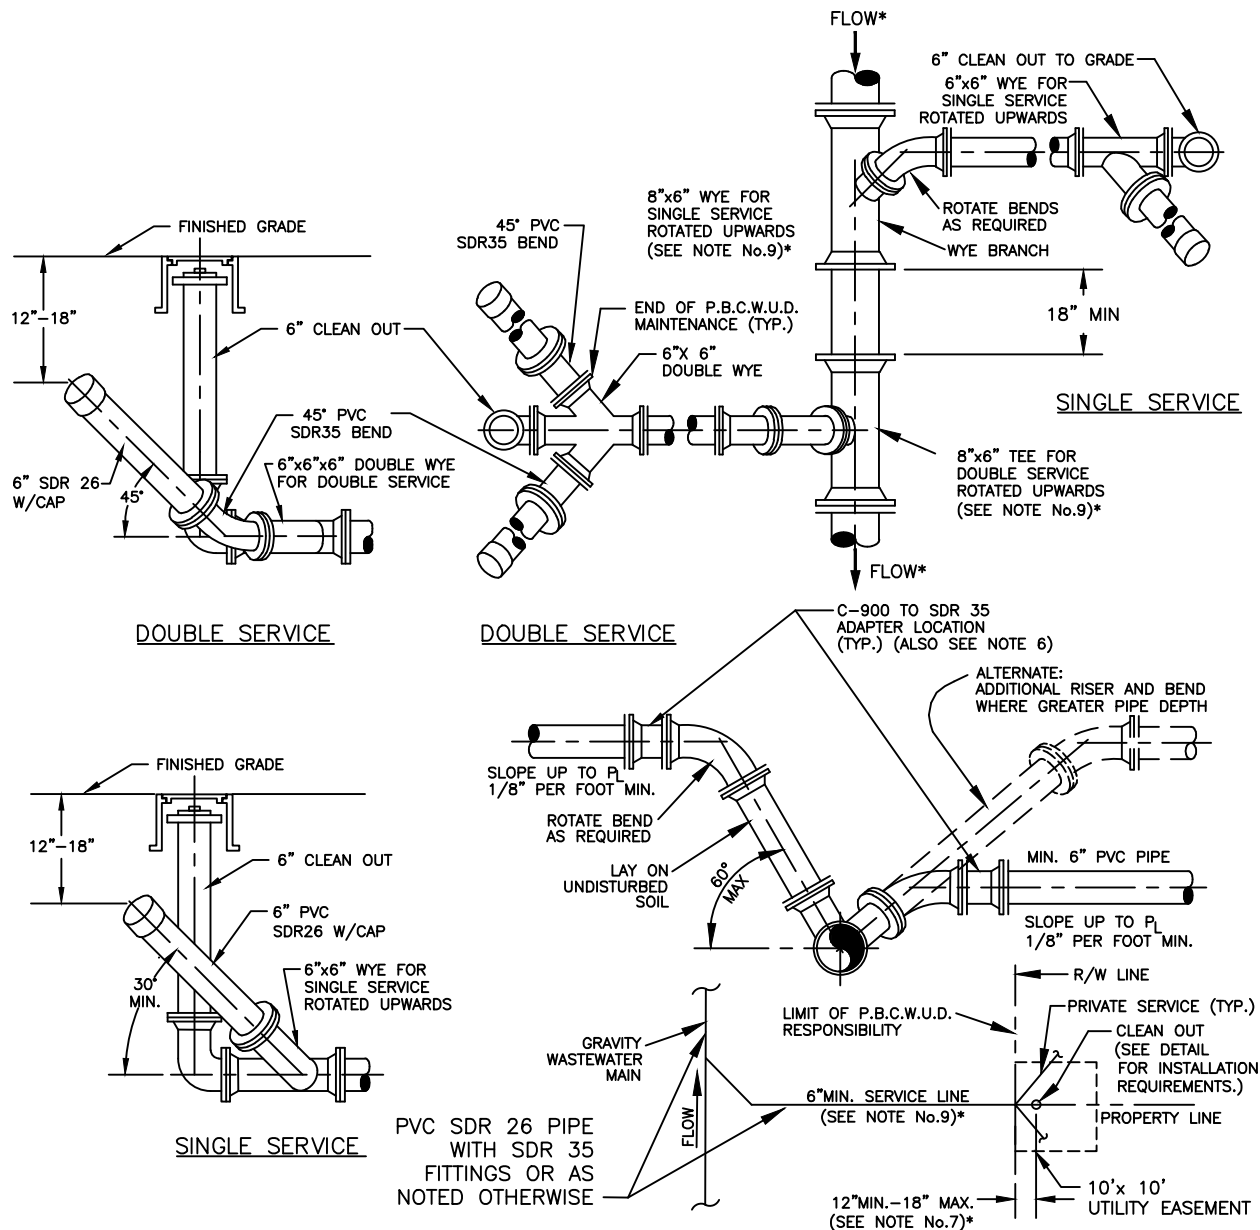 FLOW*
6" CLEAN OUT TO GRADE
6"x6" WYE FOR
SINGLE SERVICE
ROTATED UPWARDS
8"x6" WYE FOR
SINGLE SERVICE
ROTATED UPWARDS
(SEE NOTE No.9)*
ROTATE BENDS
AS REQUIRED
WYE BRANCH
18" MIN
SINGLE SERVICE
FINISHED GRADE
12"-18"
6" CLEAN OUT
45° PVC
SDR35 BEND
END OF P.B.C.W.U.D.
MAINTENANCE (TYP.)
6"X 6"
DOUBLE WYE
45° PVC
SDR35 BEND
6"x6"x6" DOUBLE WYE
FOR DOUBLE SERVICE
6" SDR 26
W/CAP
45°
8"x6" TEE FOR
DOUBLE SERVICE
ROTATED UPWARDS
(SEE NOTE No.9)*
FLOW*
DOUBLE SERVICE
DOUBLE SERVICE
C-900 TO SDR 35
ADAPTER LOCATION
(TYP.) (ALSO SEE NOTE 6)
ALTERNATE:
ADDITIONAL RISER AND BEND
WHERE GREATER PIPE DEPTH
SLOPE UP TO PL
1/8" PER FOOT MIN.
ROTATE BEND
AS REQUIRED
LAY ON
UNDISTURBED
SOIL
60°
MAX
MIN. 6" PVC PIPE
SLOPE UP TO PL
1/8" PER FOOT MIN.
FINISHED GRADE
12"-18"
6" CLEAN OUT
6" PVC
SDR26 W/CAP
6"x6" WYE FOR
SINGLE SERVICE
ROTATED UPWARDS
30°
MIN.
SINGLE SERVICE
R/W LINE
PRIVATE SERVICE (TYP.)
LIMIT OF P.B.C.W.U.D.
RESPONSIBILITY
CLEAN OUT
(SEE DETAIL
FOR INSTALLATION
REQUIREMENTS.)
GRAVITY
WASTEWATER
MAIN
FLOW
6"MIN. SERVICE LINE
(SEE NOTE No.9)*
PROPERTY LINE
PVC SDR 26 PIPE
WITH SDR 35
FITTINGS OR AS
NOTED OTHERWISE
12"MIN.-18" MAX.
(SEE NOTE No.7)*
10'x 10'
UTILITY EASEMENT